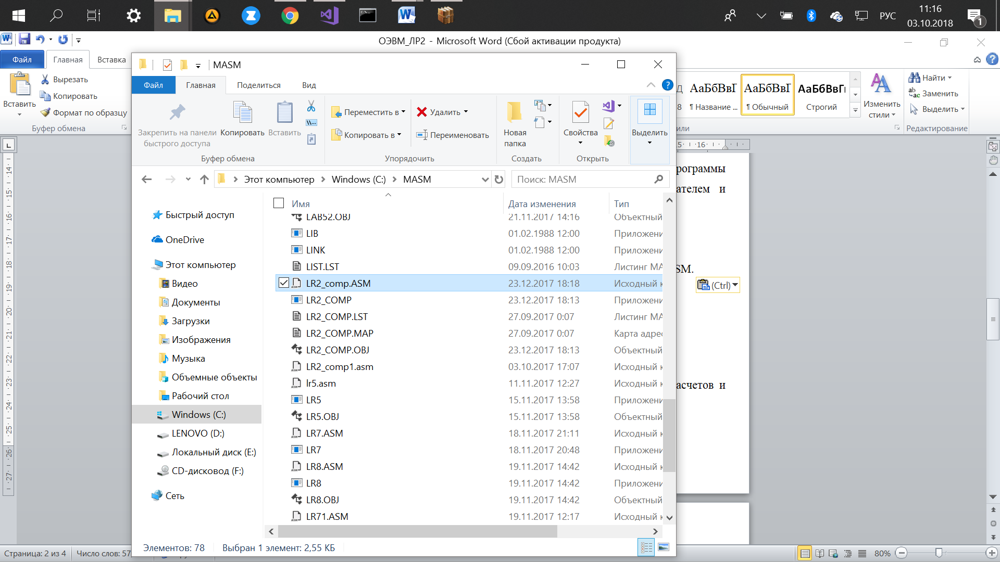 РУС
11:16
03.10.2018
1
ОЭВМ_ЛР2 - Microsoft Word (Сбой активации продукта)
Файл
Главная
Вставка
Вставить
Вырезать
Копировать
Формат по образцу
Буфер обмена
АаБбВвГ
АаБбВвГ
АаБбВвГг
¶ Название ...
¶ Обычный
Строгий
Изменить
стили
Найти
Заменить
Выделить
Редактирование
MASM
Файл
Главная
Поделиться
Вид
Закрепить на панели
быстрого доступа
Копировать
Вставить
Буфер обмена
Переместить в
Копировать в
Удалить
Переименовать
Упорядочить
Новая
папка
Создать
Свойства
Открыть
Выделить
Этот компьютер
Windows (C:)
MASM
Поиск: MASM
Быстрый доступ
OneDrive
Этот компьютер
Видео
Документы
Загрузки
Изображения
Музыка
Объемные объекты
Рабочий стол
Windows (C:)
LENOVO (D:)
Локальный диск (E:)
CD-дисковод (F:)
Сеть
Имя Дата изменения Тип
LAB52.OBJ 21.11.2017 14:16 Объектный
LIB 01.02.1988 12:00 Приложени
LINK 01.02.1988 12:00 Приложени
LIST.LST 09.09.2016 10:03 Листинг MA
LR2_comp.ASM 23.12.2017 18:18 Исходный к
LR2_COMP 23.12.2017 18:13 Приложени
LR2_COMP.LST 27.09.2017 0:07 Листинг MA
LR2_COMP.MAP 27.09.2017 0:07 Карта адрес
LR2_COMP.OBJ 23.12.2017 18:13 Объектный
LR2_comp1.asm 03.10.2017 17:07 Исходный к
lr5.asm 11.11.2017 12:27 Исходный к
LR5 15.11.2017 13:58 Приложени
LR5.OBJ 15.11.2017 13:58 Объектный
LR7.ASM 18.11.2017 21:11 Исходный к
LR7 18.11.2017 20:48 Приложени
LR8.ASM 19.11.2017 14:42 Исходный к
LR8 19.11.2017 14:42 Приложени
LR8.OBJ 19.11.2017 14:42 Объектный
LR71.ASM 19.11.2017 12:17 Исходный к
Элементов: 78
Выбран 1 элемент: 2,55 КБ
рограммы
ателем и
SM.
(Ctrl)
асчетов и
Страница: 2 из 4
Число слов: 57
80%